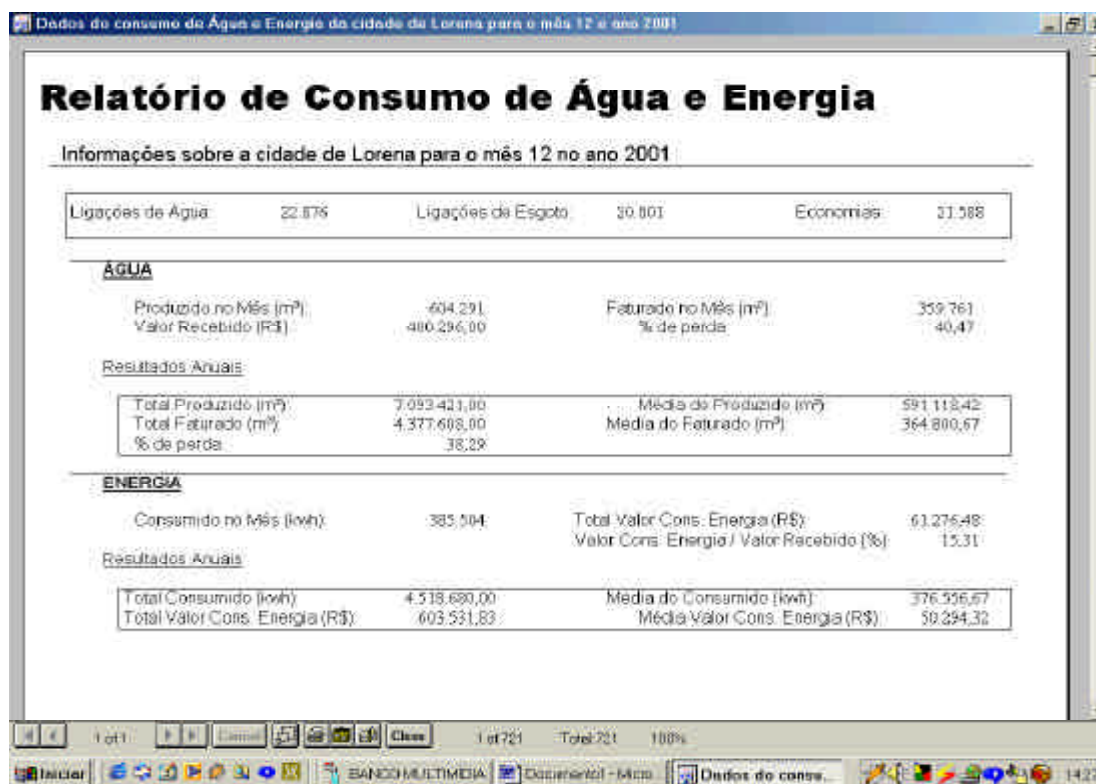 Dados do consumo de Água e Energia da cidade de Lorena para o mês 12 e ano 2001
Relatório de Consumo de Água e Energia
Informações sobre a cidade de Lorena para o mês 12 no ano 2001
Ligações de Água: 22.876 Ligações de Esgoto: Economias:
ÁGUA
Produzido no Mês (m³): 604.291 Faturado no Mês (m³): 359.761
Valor Recebido (R$): 400.296,00 % de perda: 40,47
Resultados Anuais:
Total Produzido (m³): 7.093.421,00 Média do Produzido (m³): 591.118,42
Total Faturado (m³): 4.377.608,00 Média do Faturado (m³): 364.800,67
% de perda: 38,29
ENERGIA
Consumido no Mês (kwh): 385.504 Total Valor Cons. Energia (R$): 61.276,48
Valor Cons. Energia / Valor Recebido (%): 15,31
Resultados Anuais:
Total Consumido (kwh): 4.518.680,00 Média do Consumido (kwh): 376.556,67
Total Valor Cons. Energia (R$): 603.531,83 Média Valor Cons. Energia (R$): 50.294,32
1 of 1 Cancel Close 1 of 721 Total:721 100%
Iniciar BANCO MULTIMIDIA Dados do consu...